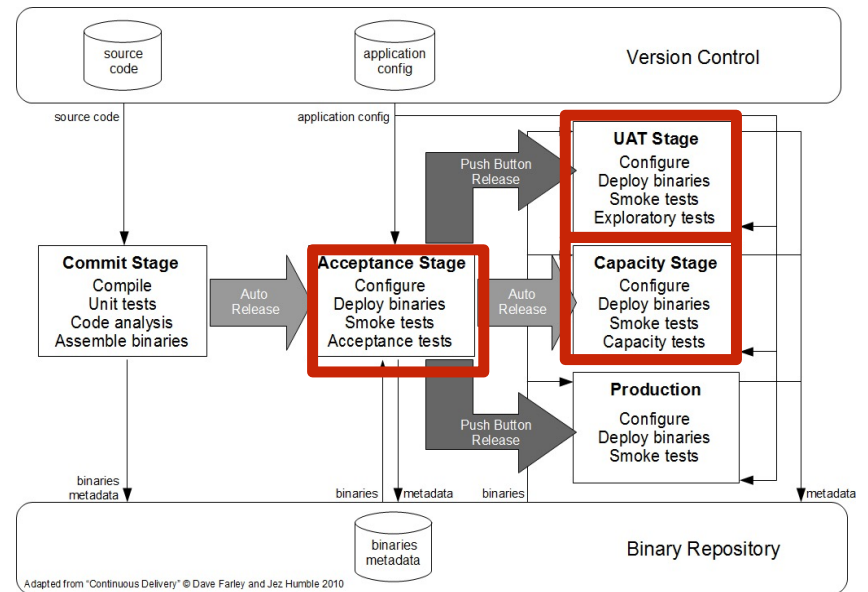 source
code
application
config
Version Control
source code
application config
UAT Stage
Configure
Deploy binaries
Smoke tests
Exploratory tests
Push Button
Release
Commit Stage
Compile
Unit tests
Code analysis
Assemble binaries
Auto
Release
Acceptance Stage
Configure
Deploy binaries
Smoke tests
Acceptance tests
Auto
Release
Capacity Stage
Configure
Deploy binaries
Smoke tests
Capacity tests
Push Button
Release
Production
Configure
Deploy binaries
Smoke tests
binaries
metadata
binaries
metadata
binaries
metadata
binaries
metadata
Binary Repository
Adapted from "Continuous Delivery" © Dave Farley and Jez Humble 2010